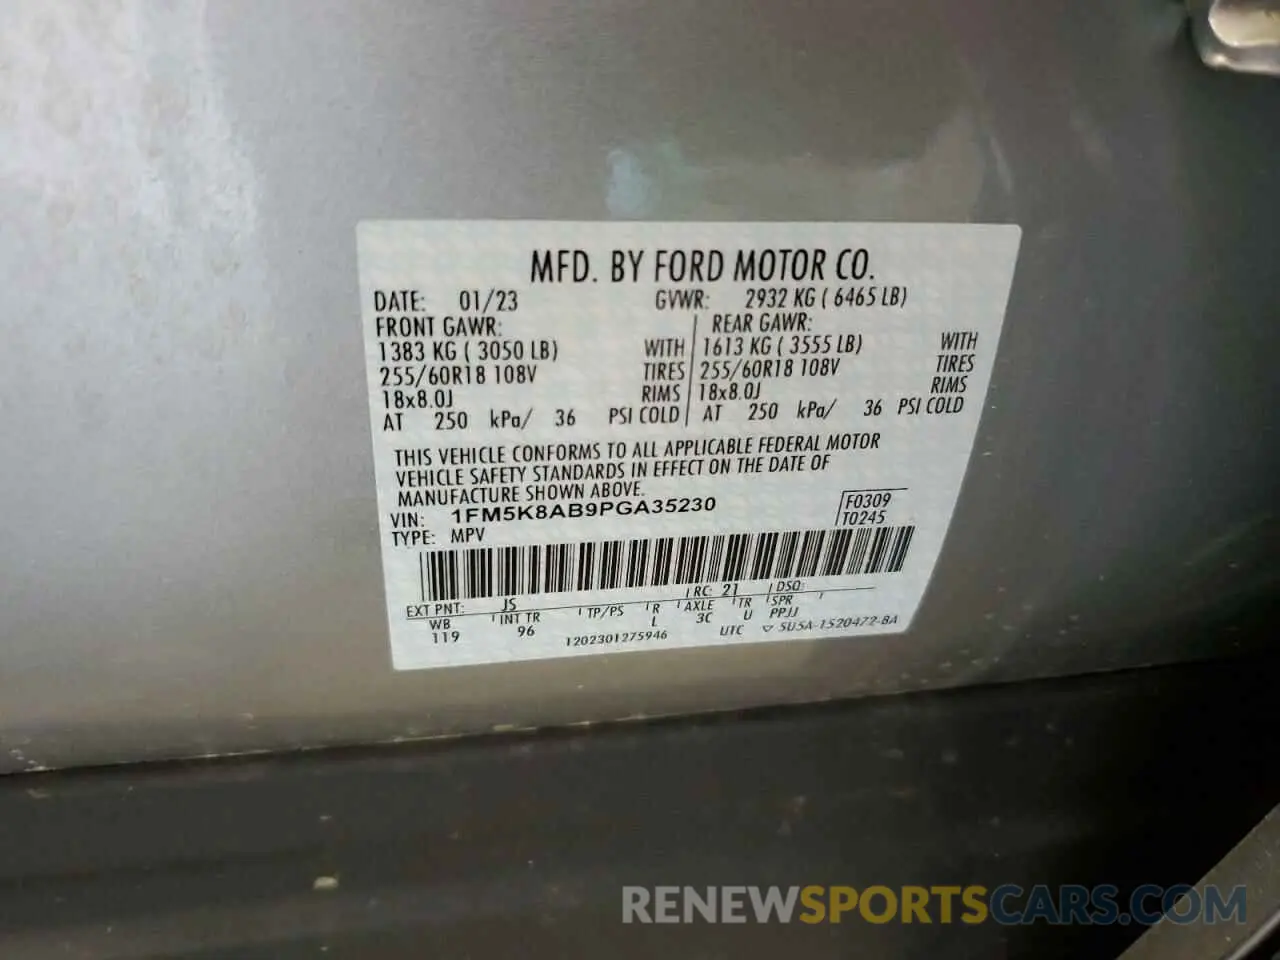 MFD. BY FORD MOTOR CO.
DATE: 01/23 GVWR: 2932 KG ( 6465 LB)
FRONT GAWR: REAR GAWR:
1383 KG ( 3050 LB) WITH 1613 KG ( 3555 LB) WITH
255/60R18 108V TIRES 255/60R18 108V TIRES
18x8.0J RIMS 18x8.0J RIMS
AT 250 kPa/ 36 PSI COLD AT 250 kPa/ 36 PSI COLD
THIS VEHICLE CONFORMS TO ALL APPLICABLE FEDERAL MOTOR
VEHICLE SAFETY STANDARDS IN EFFECT ON THE DATE OF
MANUFACTURE SHOWN ABOVE.
VIN: 1FM5K8AB9PGA35230 F0309
TYPE: MPV T0245
EXT PNT: JS RC: 21 DSO:
WB INT TR TP/PS R AXLE TR SPR
119 96 L 3C U PPJJ
1202301275946 UTC ▽ 5U5A-1520472-BA
RENEWSPORTSCARS.COM